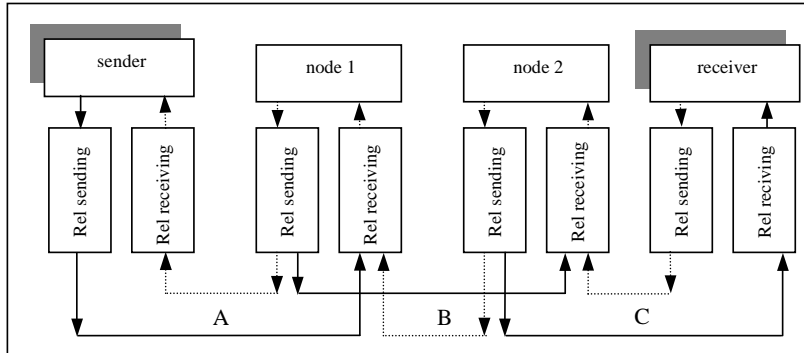 sender
node 1
node 2
receiver
Rel sending
Rel receiving
Rel sending
Rel receiving
Rel sending
Rel receiving
Rel sending
Rel reciving
A
B
C